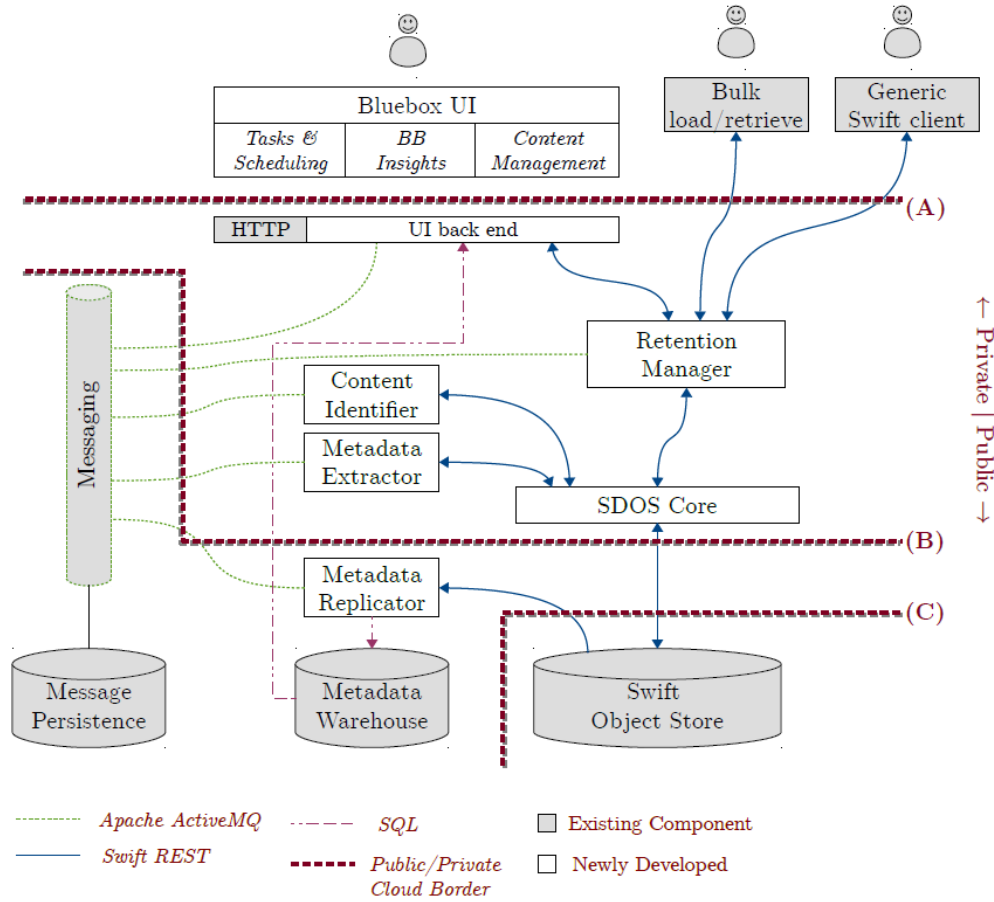 Bluebox UI
Tasks &
Scheduling
BB
Insights
Content
Management
Bulk
load/retrieve
Generic
Swift client
(A)
HTTP
UI back end
Messaging
Retention
Manager
← Private | Public →
Content
Identifier
Metadata
Extractor
SDOS Core
(B)
Metadata
Replicator
(C)
Message
Persistence
Metadata
Warehouse
Swift
Object Store
Apache ActiveMQ
Swift REST
SQL
Public/Private
Cloud Border
Existing Component
Newly Developed